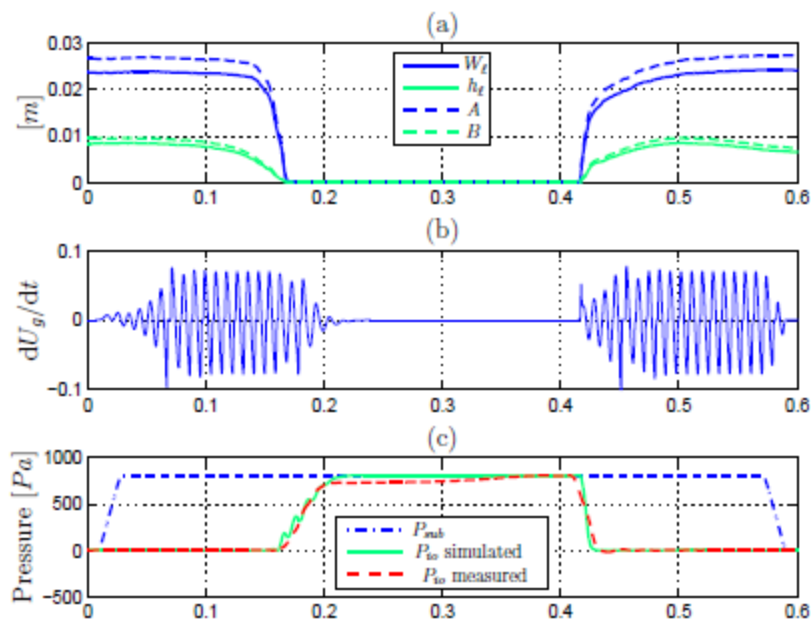 (a)
[m]
0.03
0.02
0.01
0
W_ℓ
h_ℓ
A
B
0 0.1 0.2 0.3 0.4 0.5 0.6
(b)
dU_g/dt
0.1
0
−0.1
0 0.1 0.2 0.3 0.4 0.5 0.6
(c)
Pressure [Pa]
1000
500
0
−500
P_sub
P_io simulated
P_io measured
0 0.1 0.2 0.3 0.4 0.5 0.6